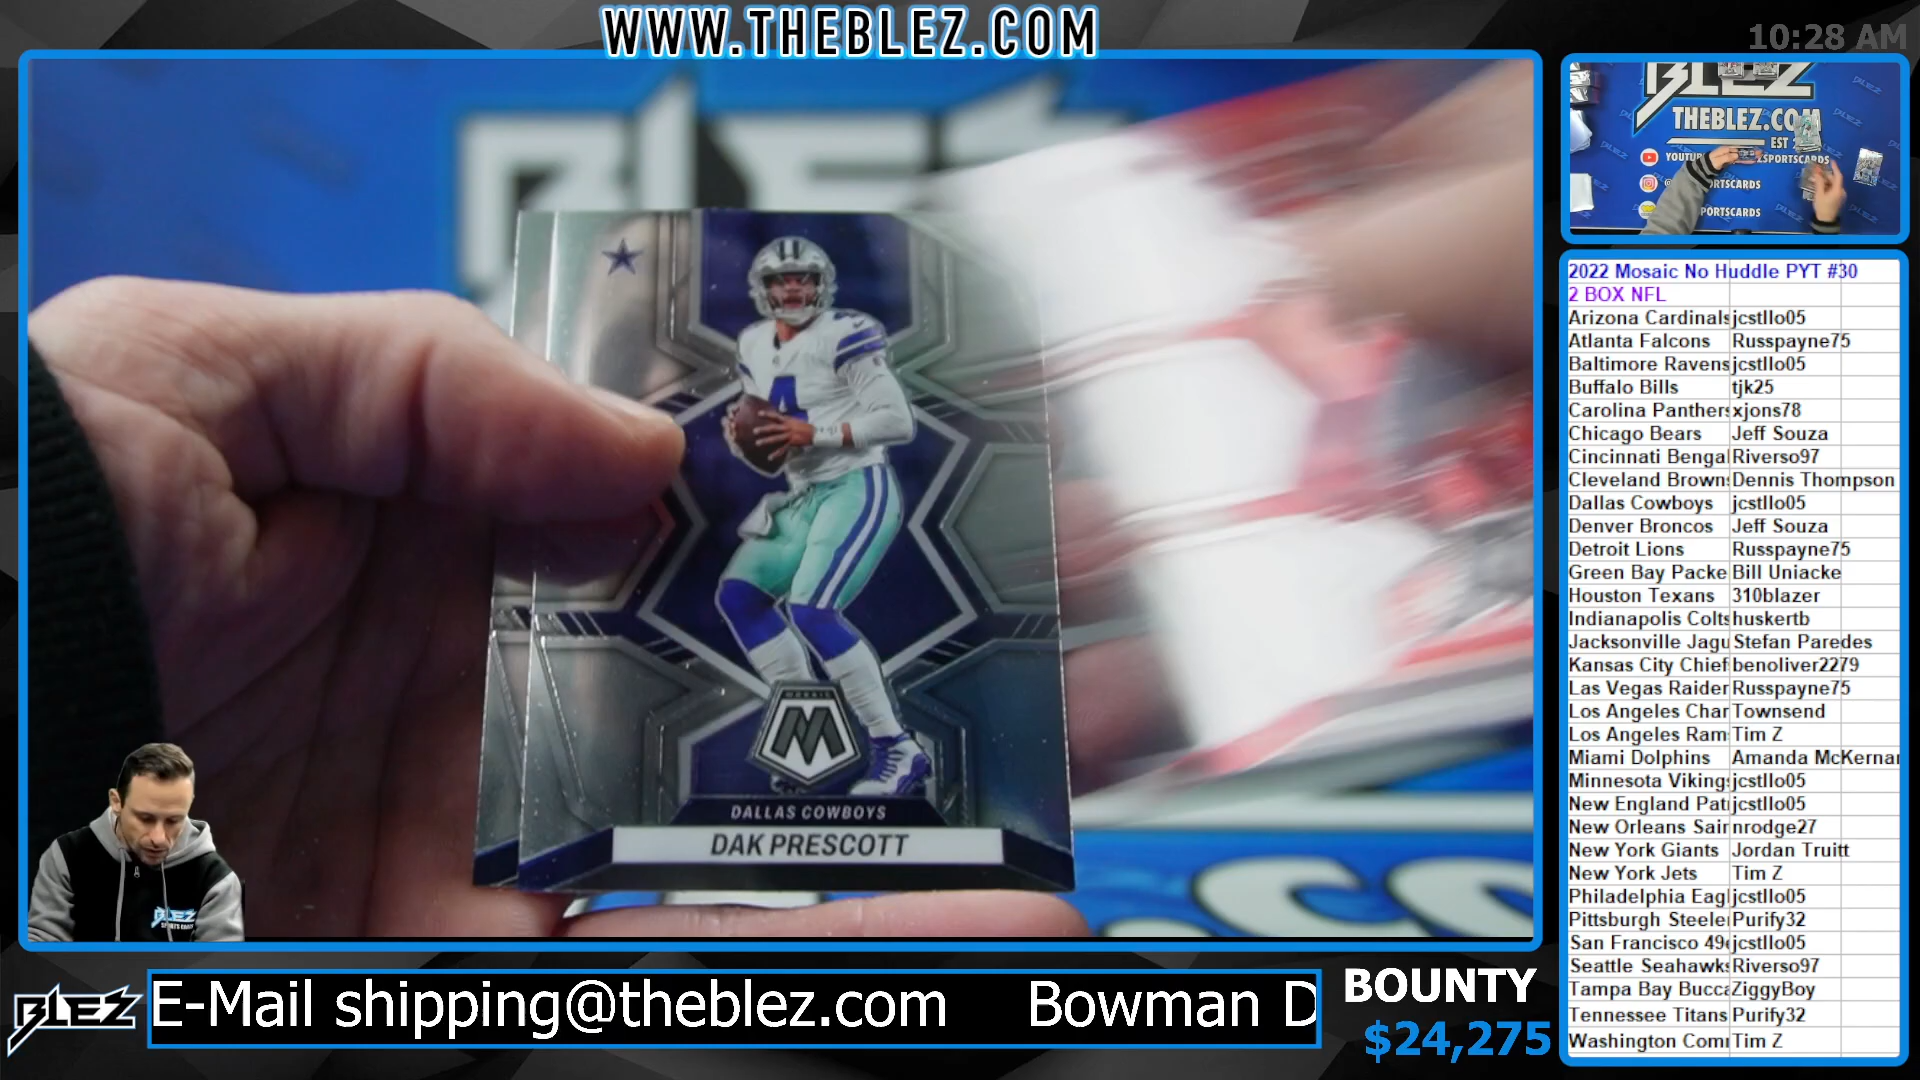 WWW.THEBLEZ.COM
10:28 AM
BLEZ
THEBLEZ.COM
EST
DALLAS COWBOYS
DAK PRESCOTT
MOSAIC
2022 Mosaic No Huddle PYT #30
2 BOX NFL
Arizona Cardinals jcstllo05
Atlanta Falcons Russpayne75
Baltimore Ravens jcstllo05
Buffalo Bills tjk25
Carolina Panthers xjons78
Chicago Bears Jeff Souza
Cincinnati Bengal Riverso97
Cleveland Browns Dennis Thompson
Dallas Cowboys jcstllo05
Denver Broncos Jeff Souza
Detroit Lions Russpayne75
Green Bay Packe Bill Uniacke
Houston Texans 310blazer
Indianapolis Colts huskertb
Jacksonville Jagu Stefan Paredes
Kansas City Chief benoliver2279
Las Vegas Raider Russpayne75
Los Angeles Char Townsend
Los Angeles Ram Tim Z
Miami Dolphins Amanda McKernan
Minnesota Viking jcstllo05
New England Pat jcstllo05
New Orleans Sain nrodge27
New York Giants Jordan Truitt
New York Jets Tim Z
Philadelphia Eagl jcstllo05
Pittsburgh Steele Purify32
San Francisco 49 jcstllo05
Seattle Seahawks Riverso97
Tampa Bay Bucca ZiggyBoy
Tennessee Titans Purify32
Washington Com Tim Z
BLEZ
E-Mail shipping@theblez.com Bowman D
BOUNTY
$24,275